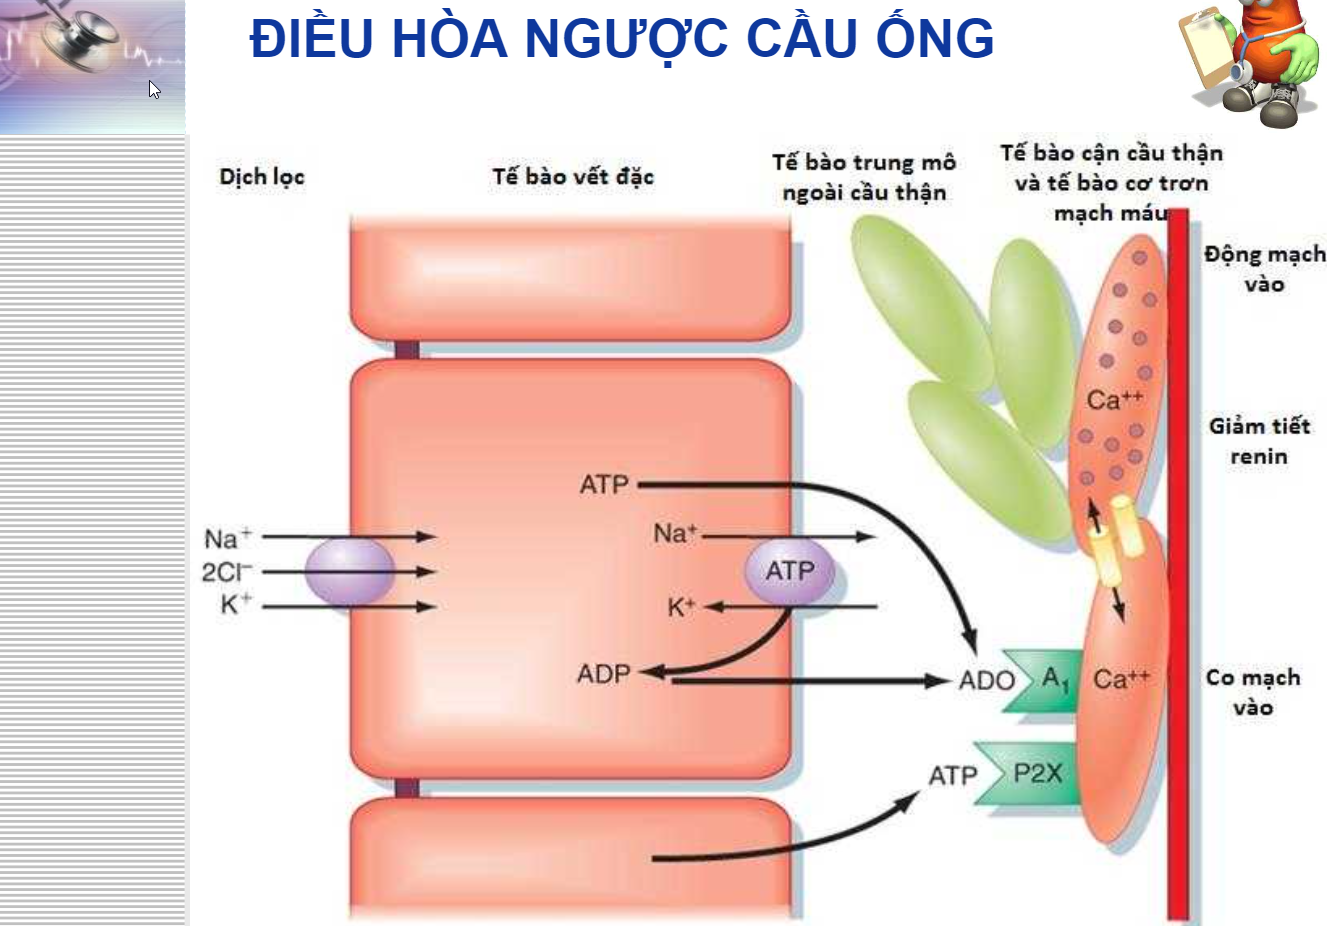 ĐIỀU HÒA NGƯỢC CẦU ỐNG
Dịch lọc
Tế bào vết đặc
Tế bào trung mô
ngoài cầu thận
Tế bào cận cầu thận
và tế bào cơ trơn
mạch máu
Động mạch
vào
Ca⁺⁺
Giảm tiết
renin
ATP
Na⁺
2Cl⁻
K⁺
Na⁺
ATP
K⁺
ADP
ADO
A₁
Ca⁺⁺
Co mạch
vào
ATP
P2X